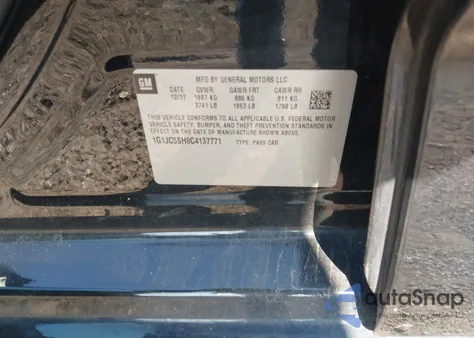 GM
MFD BY GENERAL MOTORS LLC
DATE GVWR GAWR FRT GAWR RR
12/11 1697 KG 886 KG 811 KG
3741 LB 1953 LB 1788 LB
THIS VEHICLE CONFORMS TO ALL APPLICABLE U.S. FEDERAL MOTOR
VEHICLE SAFETY, BUMPER, AND THEFT PREVENTION STANDARDS IN
EFFECT ON THE DATE OF MANUFACTURE SHOWN ABOVE.
1G1JC5SH8C4137771 TYPE: PASS CAR
autoSnap